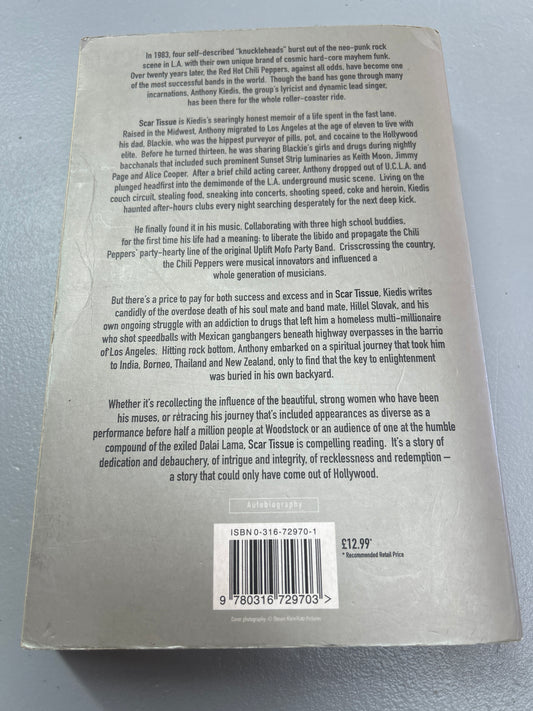 In 1983, four self-described "knuckleheads" burst out of the neo-punk rock
scene in L.A. with their own unique brand of cosmic hard-core mayhem funk.
Over twenty years later, the Red Hot Chili Peppers, against all odds, have become one
of the most successful bands in the world. Though the band has gone through many
incarnations, Anthony Kiedis, the group's lyricist and dynamic lead singer,
has been there for the whole roller-coaster ride.
Scar Tissue is Kiedis's searingly honest memoir of a life spent in the fast lane.
Raised in the Midwest, Anthony migrated to Los Angeles at the age of eleven to live with
his dad, Blackie, who was the hippest purveyor of pills, pot, and cocaine to the Hollywood
elite. Before he turned thirteen, he was sharing Blackie's girls and drugs during nightly
bacchanals that included such prominent Sunset Strip luminaries as Keith Moon, Jimmy
Page and Alice Cooper. After a brief child acting career, Anthony dropped out of U.C.L.A. and
plunged headfirst into the demimonde of the L.A. underground music scene. Living on the
couch circuit, stealing food, sneaking into concerts, shooting speed, coke and heroin, Kiedis
haunted after-hours clubs every night searching desperately for the next deep kick.
He finally found it in his music. Collaborating with three high school buddies,
for the first time his life had a meaning: to liberate the libido and propagate the Chili
Peppers' party-hearty line of the original Uplift Mofo Party Band. Crisscrossing the country,
the Chili Peppers were musical innovators and influenced a
whole generation of musicians.
But there's a price to pay for both success and excess and in Scar Tissue, Kiedis writes
candidly of the overdose death of his soul mate and band mate, Hillel Slovak, and his
own ongoing struggle with an addiction to drugs that left him a homeless multi-millionaire
who shot speedballs with Mexican gangbangers beneath highway overpasses in the barrio
of Los Angeles. Hitting rock bottom, Anthony embarked on a spiritual journey that took him
to India, Borneo, Thailand and New Zealand, only to find that the key to enlightenment
was buried in his own backyard.
Whether it's recollecting the influence of the beautiful, strong women who have been
his muses, or retracing his journey that's included appearances as diverse as a
performance before half a million people at Woodstock or an audience of one at the humble
compound of the exiled Dalai Lama, Scar Tissue is compelling reading. It's a story of
dedication and debauchery, of intrigue and integrity, of recklessness and redemption –
a story that could only have come out of Hollywood.
Autobiography
ISBN 0-316-72970-1
£12.99*
* Recommended Retail Price
9 780316 729703 >
Cover photography © Steven Klein/Katz Pictures